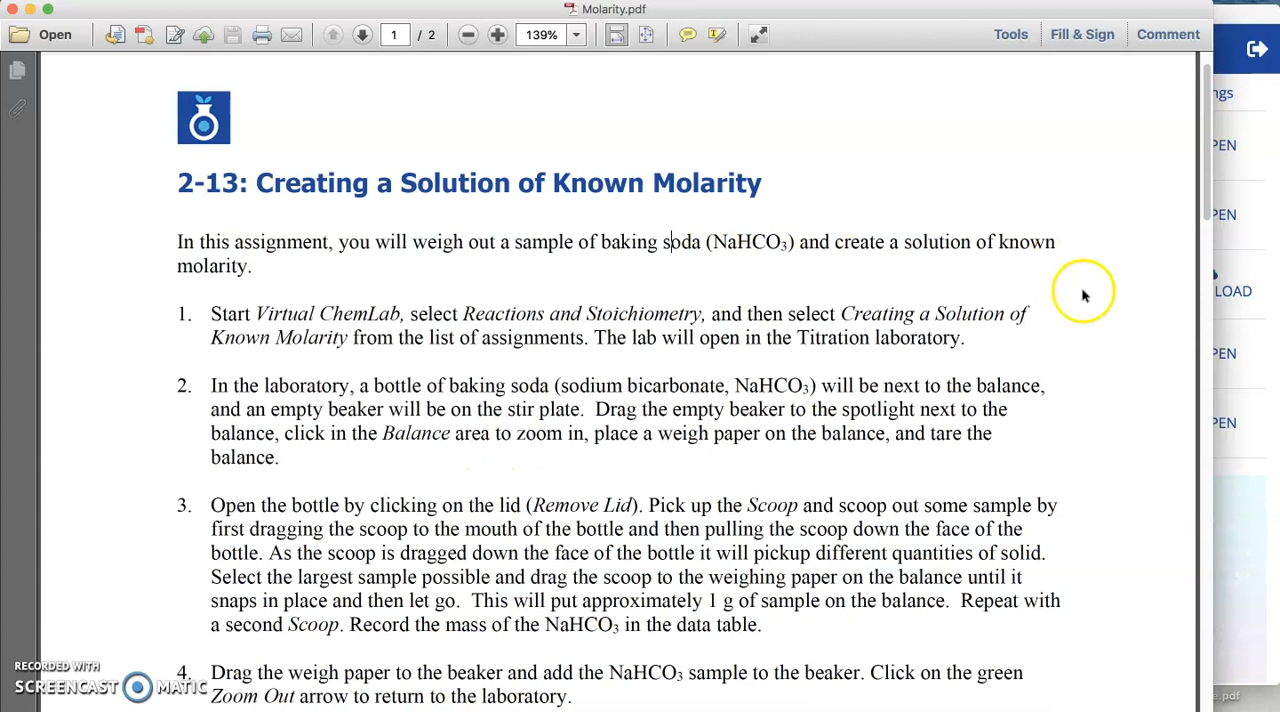 Molarity.pdf
Open
1
/ 2
139%
Tools
Fill & Sign
Comment
ngs
PEN
PEN
LOAD
PEN
PEN
2-13: Creating a Solution of Known Molarity
In this assignment, you will weigh out a sample of baking soda (NaHCO₃) and create a solution of known
molarity.
1. Start Virtual ChemLab, select Reactions and Stoichiometry, and then select Creating a Solution of
Known Molarity from the list of assignments. The lab will open in the Titration laboratory.
2. In the laboratory, a bottle of baking soda (sodium bicarbonate, NaHCO₃) will be next to the balance,
and an empty beaker will be on the stir plate. Drag the empty beaker to the spotlight next to the
balance, click in the Balance area to zoom in, place a weigh paper on the balance, and tare the
balance.
3. Open the bottle by clicking on the lid (Remove Lid). Pick up the Scoop and scoop out some sample by
first dragging the scoop to the mouth of the bottle and then pulling the scoop down the face of the
bottle. As the scoop is dragged down the face of the bottle it will pickup different quantities of solid.
Select the largest sample possible and drag the scoop to the weighing paper on the balance until it
snaps in place and then let go. This will put approximately 1 g of sample on the balance. Repeat with
a second Scoop. Record the mass of the NaHCO₃ in the data table.
4. Drag the weigh paper to the beaker and add the NaHCO₃ sample to the beaker. Click on the green
Zoom Out arrow to return to the laboratory.
RECORDED WITH
SCREENCAST MATIC
e.pdf